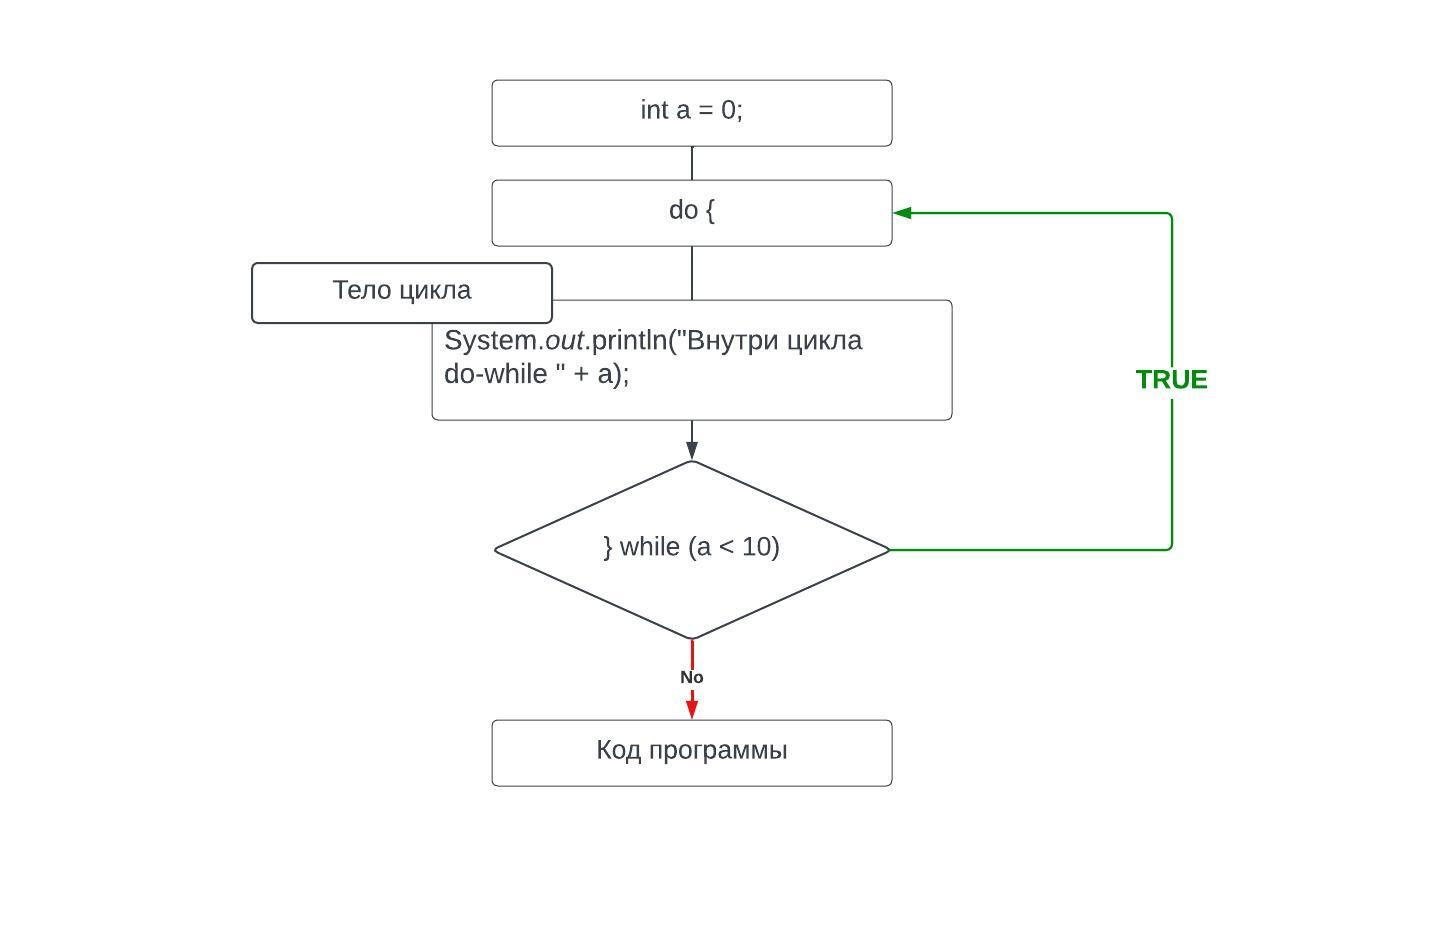 int a = 0;
do {
Тело цикла
System.out.println("Внутри цикла
do-while " + a);
TRUE
} while (a < 10)
No
Код программы